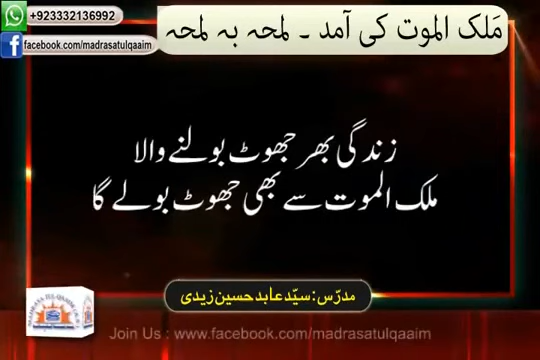 +923332136992
facebook.com/madrasatulqaaim
مَلک الموت کی آمد ۔ لمحہ بہ لمحہ
زندگی بھر جھوٹ بولنے والا
ملک الموت سے بھی جھوٹ بولے گا
مدرّس: سیّد عابد حسین زیدی
Join Us : www.facebook.com/madrasatulqaaim